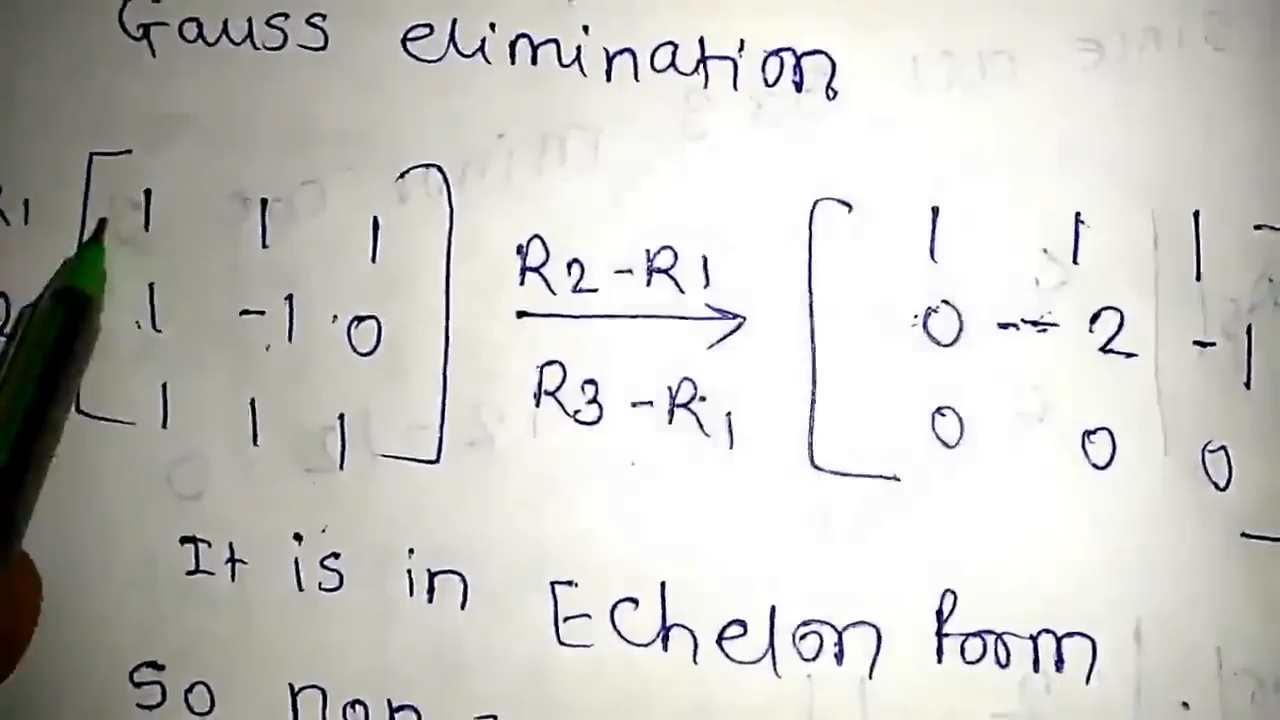 Gauss elimination
R1 [ 1 1 1 ] R2 - R1 [ 1 1 1
1 -1 0 → 0 -2 -1
1 1 1 R3 - R1 0 0 0
It is in Echelon form
So non -